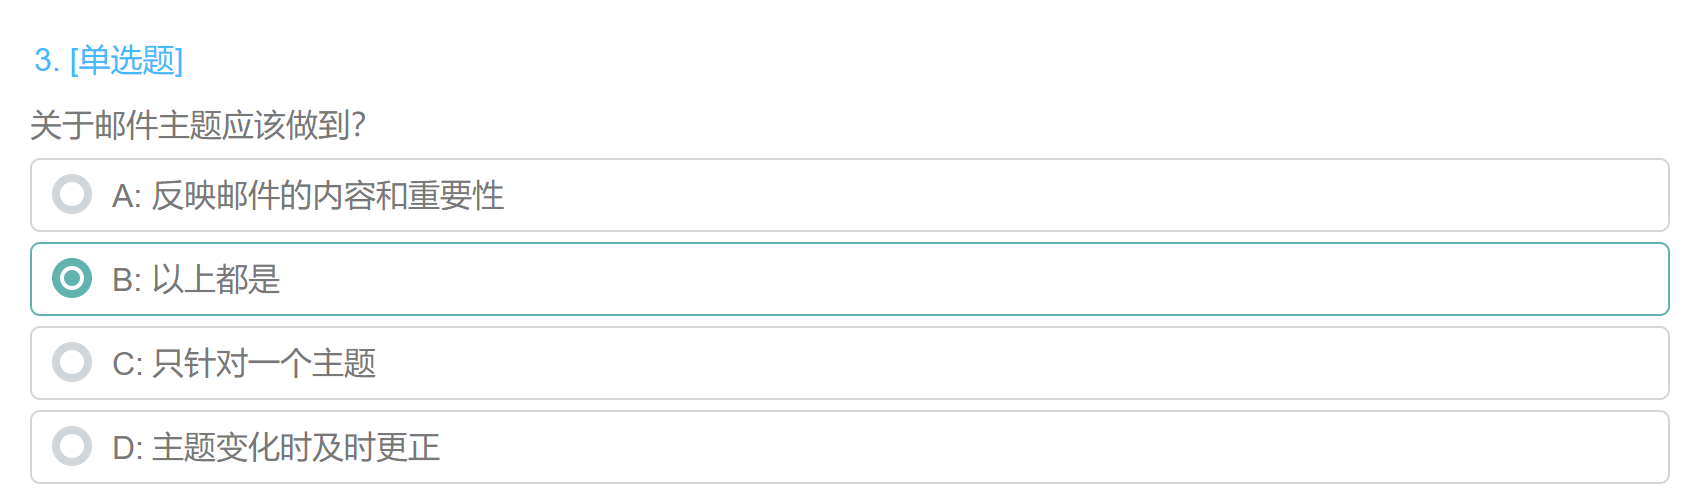 3. [单选题]
关于邮件主题应该做到?
A: 反映邮件的内容和重要性
B: 以上都是
C: 只针对一个主题
D: 主题变化时及时更正